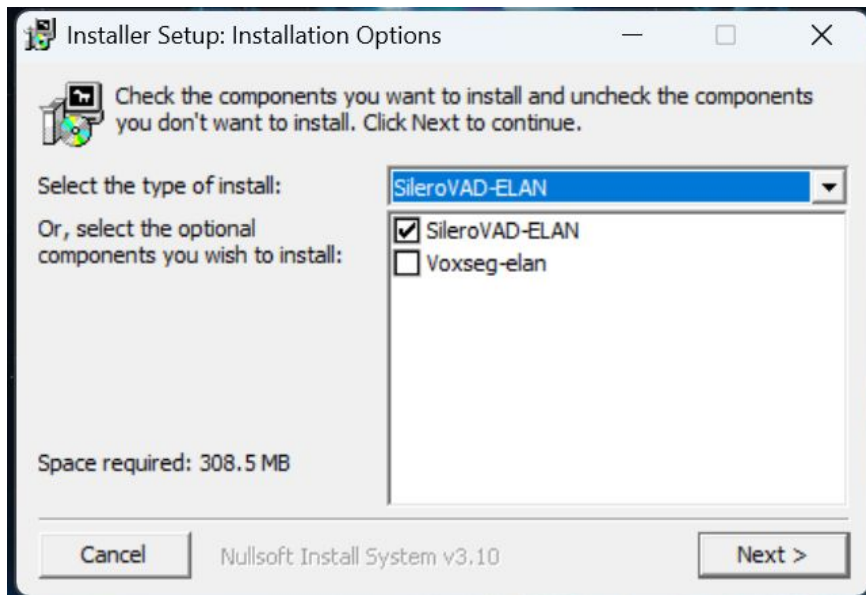 Installer Setup: Installation Options
Check the components you want to install and uncheck the components
you don't want to install. Click Next to continue.
Select the type of install:
SileroVAD-ELAN
Or, select the optional
components you wish to install:
SileroVAD-ELAN
Voxseg-elan
Space required: 308.5 MB
Cancel
Nullsoft Install System v3.10
Next >